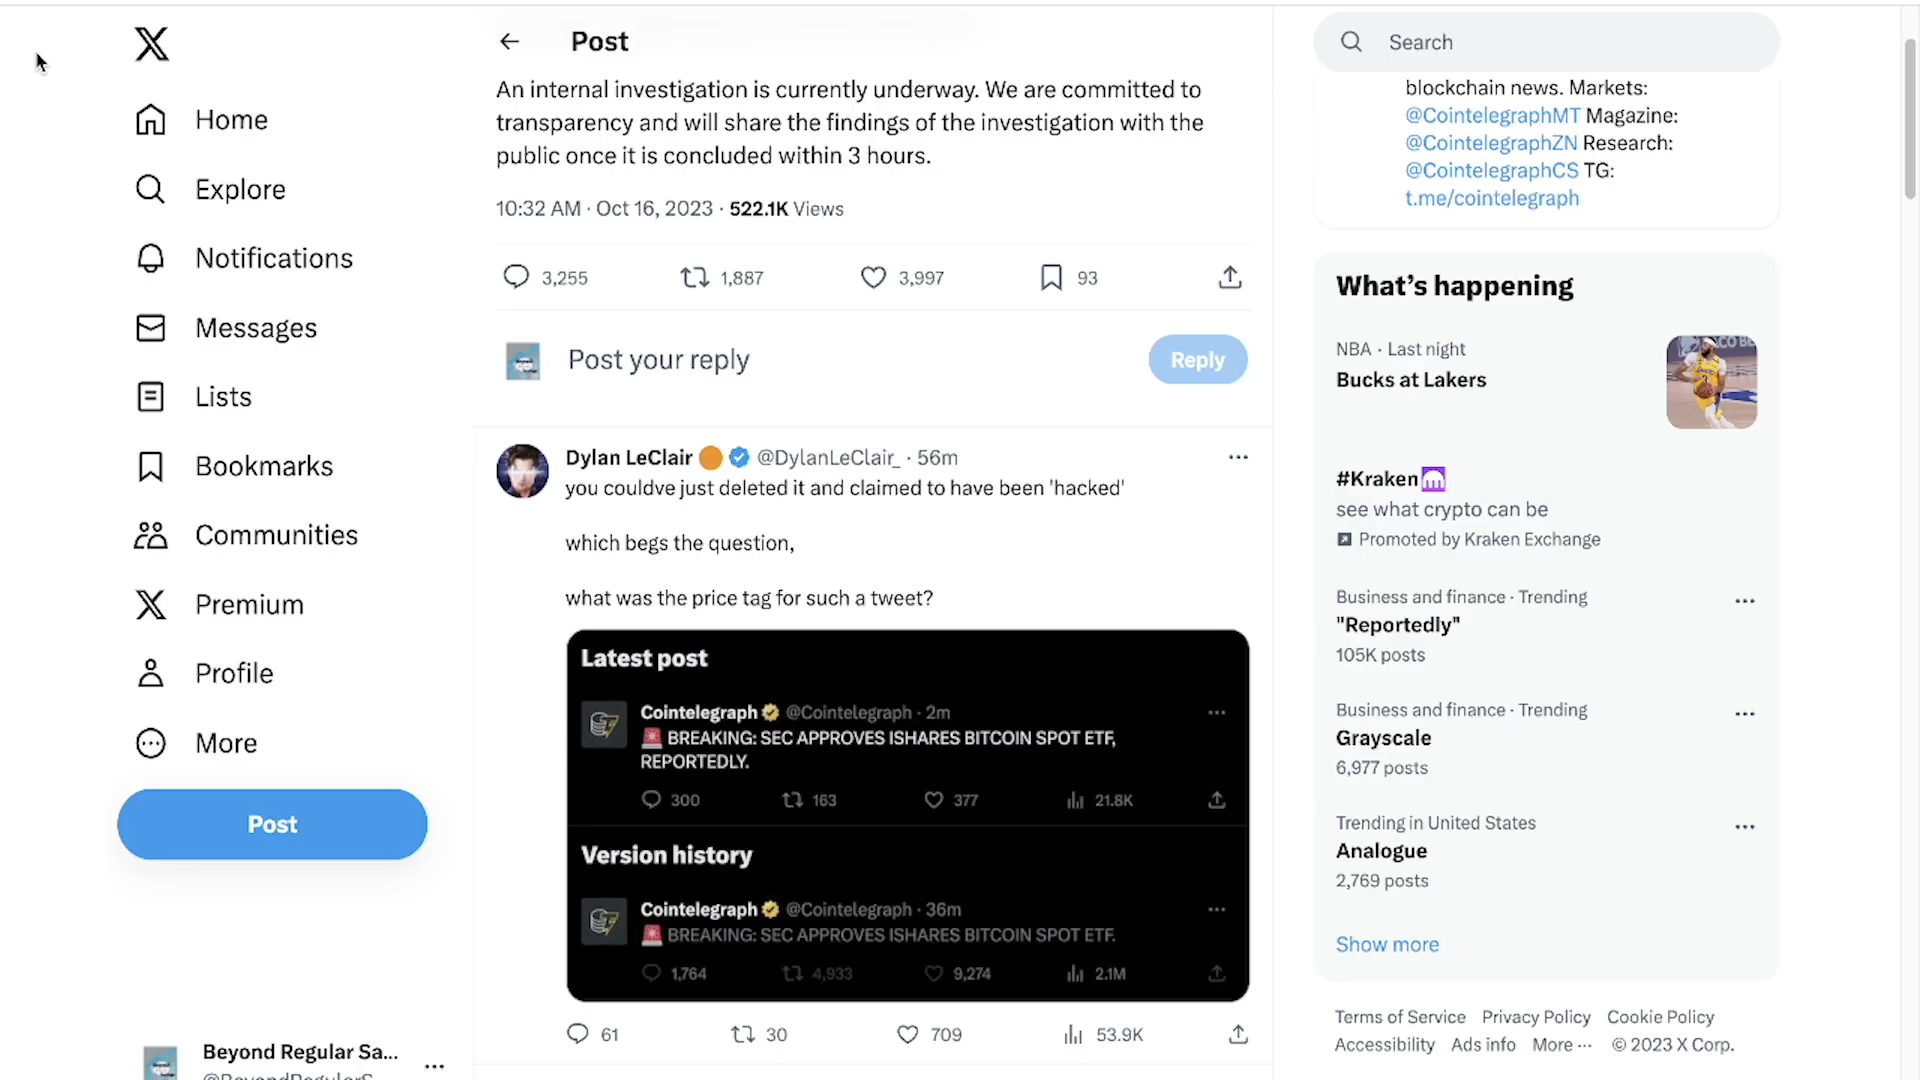 Home
Explore
Notifications
Messages
Lists
Bookmarks
Communities
Premium
Profile
More
Post
Beyond Regular Sa...
Post
An internal investigation is currently underway. We are committed to
transparency and will share the findings of the investigation with the
public once it is concluded within 3 hours.
10:32 AM · Oct 16, 2023 · 522.1K Views
3,255 1,887 3,997 93
Post your reply
Reply
Dylan LeClair @DylanLeClair_ · 56m
you couldve just deleted it and claimed to have been 'hacked'
which begs the question,
what was the price tag for such a tweet?
Latest post
Cointelegraph @Cointelegraph · 2m
BREAKING: SEC APPROVES ISHARES BITCOIN SPOT ETF,
REPORTEDLY.
300 163 377 21.8K
Version history
Cointelegraph @Cointelegraph · 36m
BREAKING: SEC APPROVES ISHARES BITCOIN SPOT ETF.
1,764 4,933 9,274 2.1M
61 30 709 53.9K
Search
blockchain news. Markets:
@CointelegraphMT Magazine:
@CointelegraphZN Research:
@CointelegraphCS TG:
t.me/cointelegraph
What's happening
NBA · Last night
Bucks at Lakers
#Kraken
see what crypto can be
Promoted by Kraken Exchange
Business and finance · Trending
"Reportedly"
105K posts
Business and finance · Trending
Grayscale
6,977 posts
Trending in United States
Analogue
2,769 posts
Show more
Terms of Service Privacy Policy Cookie Policy
Accessibility Ads info More ··· © 2023 X Corp.